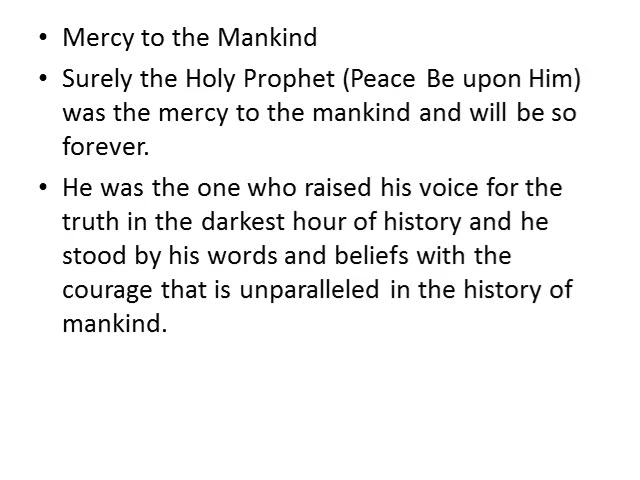 • Mercy to the Mankind
• Surely the Holy Prophet (Peace Be upon Him)
was the mercy to the mankind and will be so
forever.
• He was the one who raised his voice for the
truth in the darkest hour of history and he
stood by his words and beliefs with the
courage that is unparalleled in the history of
mankind.